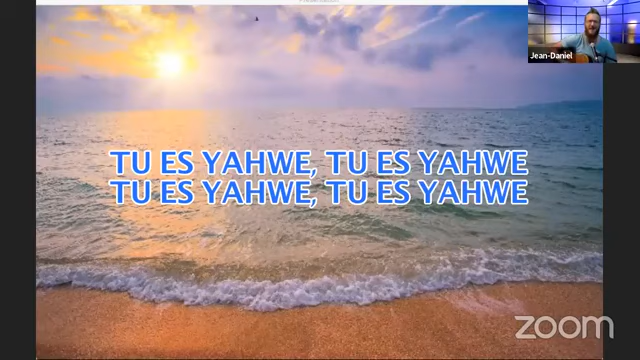 Jean-Daniel
TU ES YAHWE, TU ES YAHWE
TU ES YAHWE, TU ES YAHWE
zoom